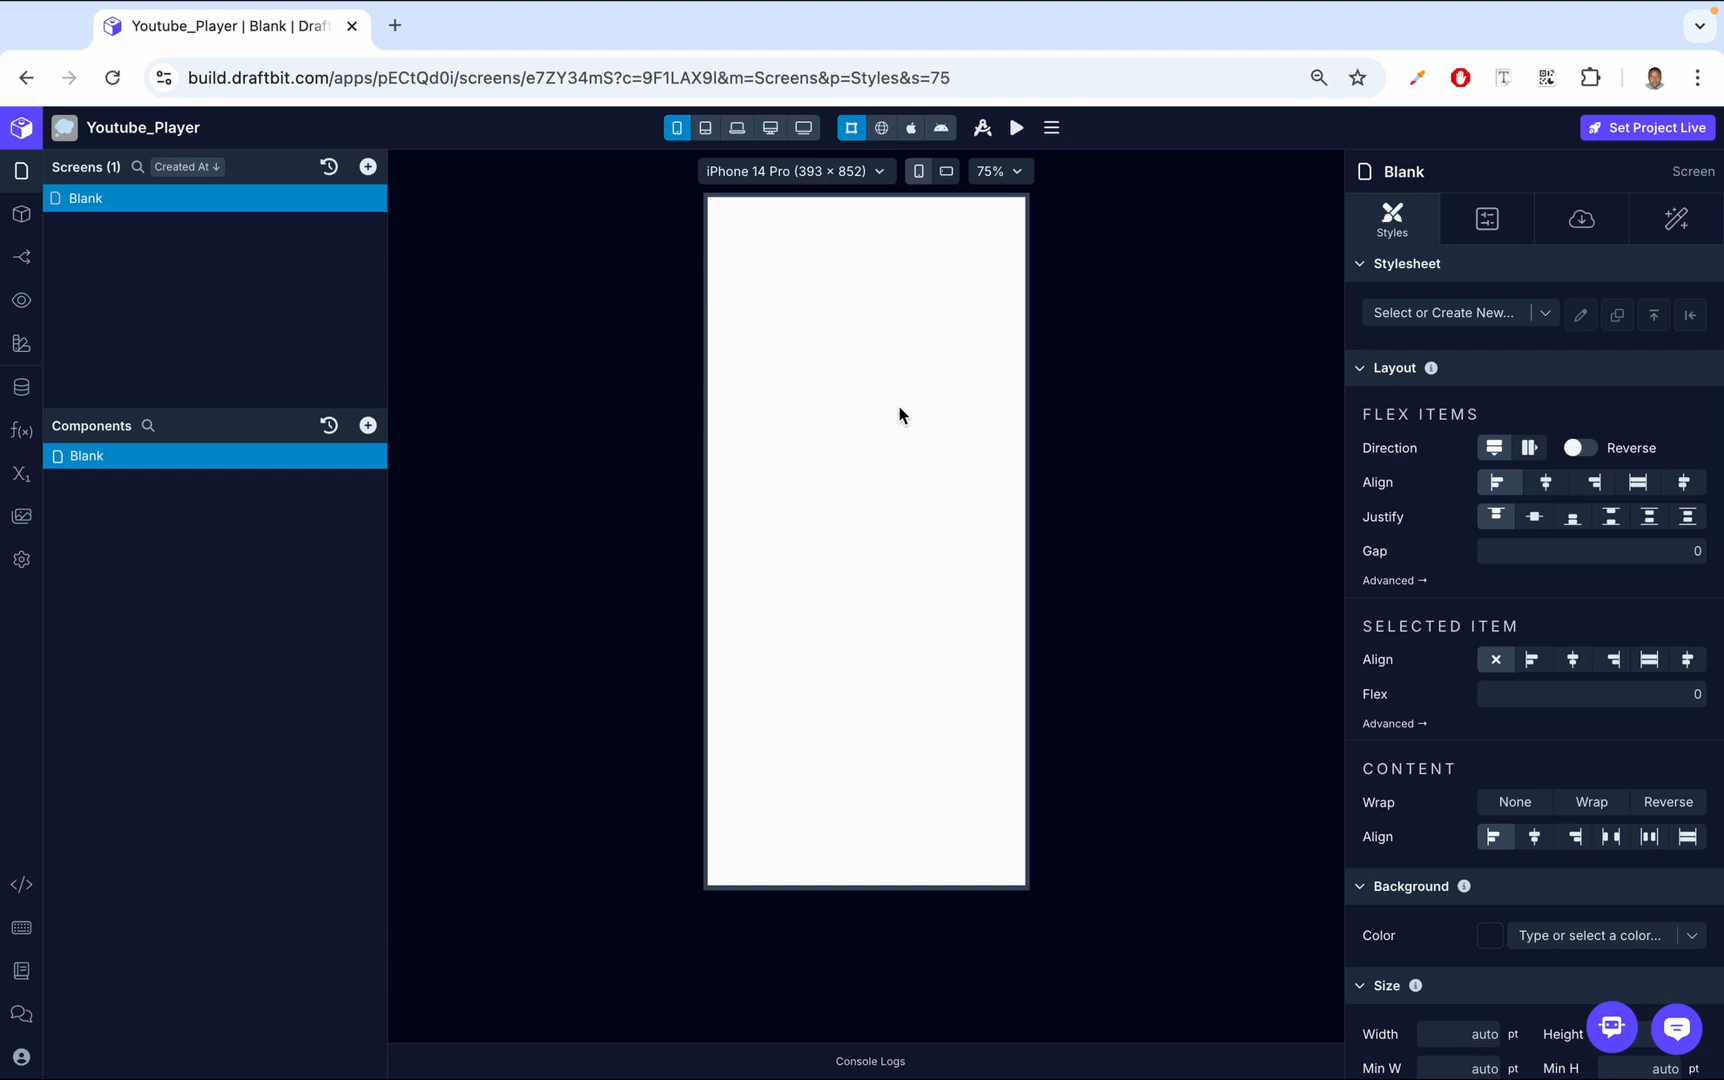 Youtube_Player | Blank | Draf
build.draftbit.com/apps/pECtQd0i/screens/e7ZY34mS?c=9F1LAX9I&m=Screens&p=Styles&s=75
Youtube_Player
Set Project Live
Screens (1) Created At ↓
Blank
iPhone 14 Pro (393 × 852) 75%
Blank Screen
Styles
Stylesheet
Select or Create New...
Layout
FLEX ITEMS
Direction Reverse
Align
Justify
Gap 0
Advanced →
SELECTED ITEM
Align
Flex 0
Advanced →
CONTENT
Wrap None Wrap Reverse
Align
Background
Color Type or select a color...
Size
Width auto pt Height
Min W auto pt Min H auto pt
Components
Blank
f(x)
X1
Console Logs